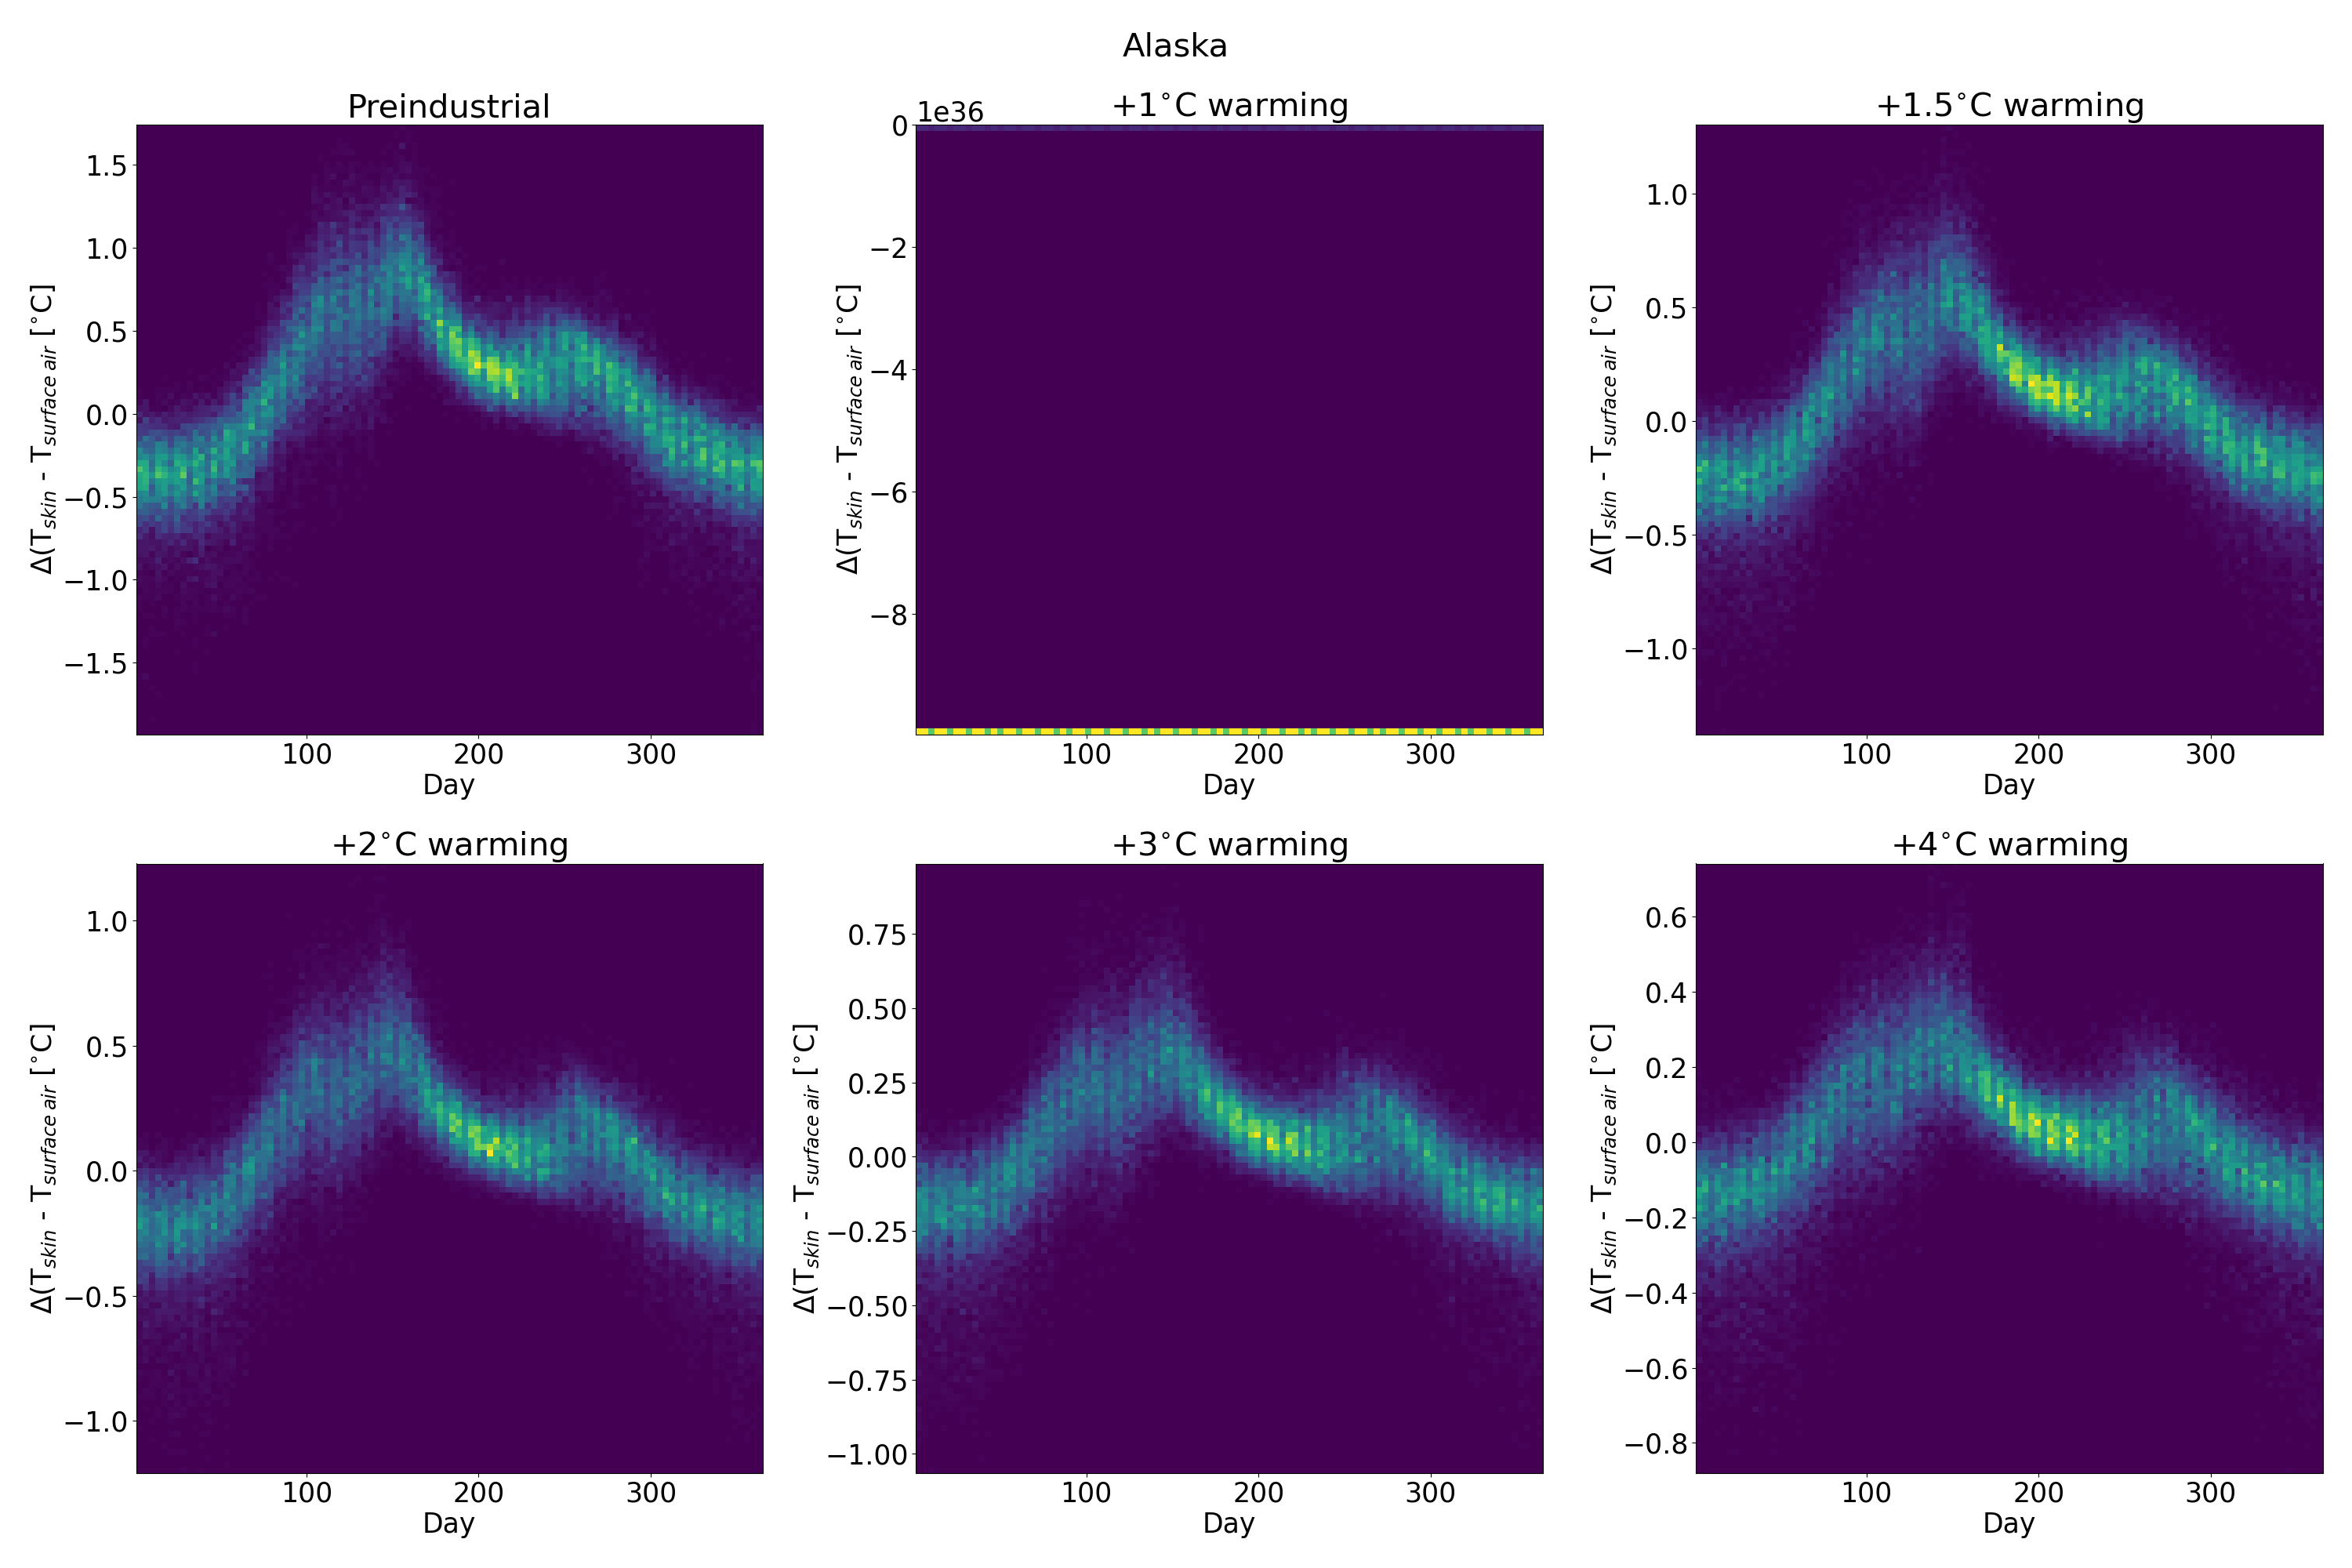 Alaska
Preindustrial
Δ(T_skin - T_surface air [°C]
1.5
1.0
0.5
0.0
−0.5
−1.0
−1.5
100 200 300
Day
+1°C warming
1e36
Δ(T_skin - T_surface air [°C]
0
−2
−4
−6
−8
100 200 300
Day
+1.5°C warming
Δ(T_skin - T_surface air [°C]
1.0
0.5
0.0
−0.5
−1.0
100 200 300
Day
+2°C warming
Δ(T_skin - T_surface air [°C]
1.0
0.5
0.0
−0.5
−1.0
100 200 300
Day
+3°C warming
Δ(T_skin - T_surface air [°C]
0.75
0.50
0.25
0.00
−0.25
−0.50
−0.75
−1.00
100 200 300
Day
+4°C warming
Δ(T_skin - T_surface air [°C]
0.6
0.4
0.2
0.0
−0.2
−0.4
−0.6
−0.8
100 200 300
Day